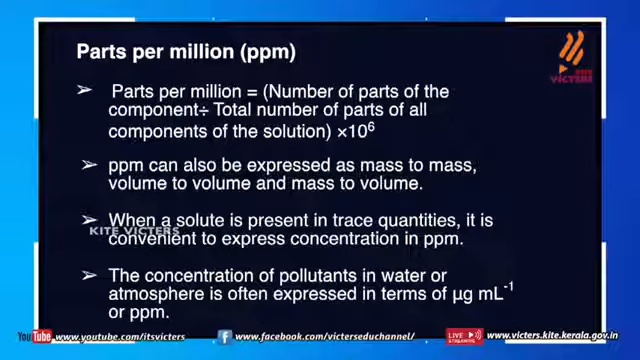 Parts per million (ppm)
KITE VICTERS
➢ Parts per million = (Number of parts of the
component÷ Total number of parts of all
components of the solution) ×10⁶
➢ ppm can also be expressed as mass to mass,
volume to volume and mass to volume.
➢ When a solute is present in trace quantities, it is
KITE VICTERS
convenient to express concentration in ppm.
➢ The concentration of pollutants in water or
atmosphere is often expressed in terms of μg mL⁻¹
or ppm.
YouTube www.youtube.com/itsvicters
f www.facebook.com/victerseduchannel/
LIVE STREAMING www.victers.kite.kerala.gov.in